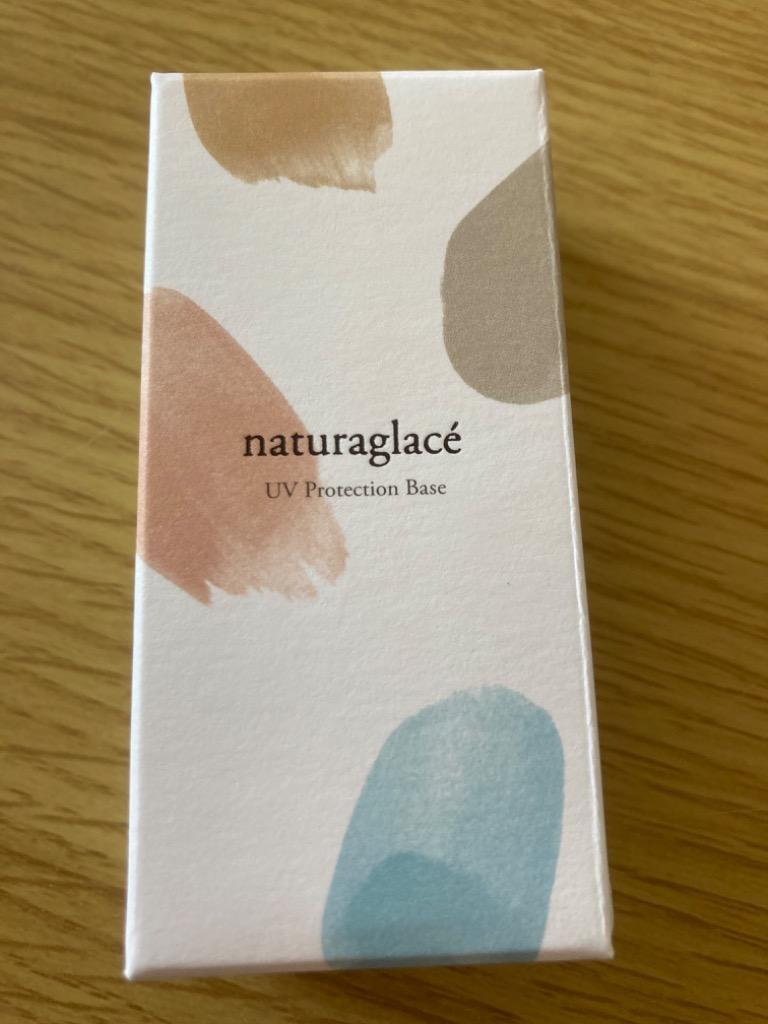 naturaglacé
UV Protection Base